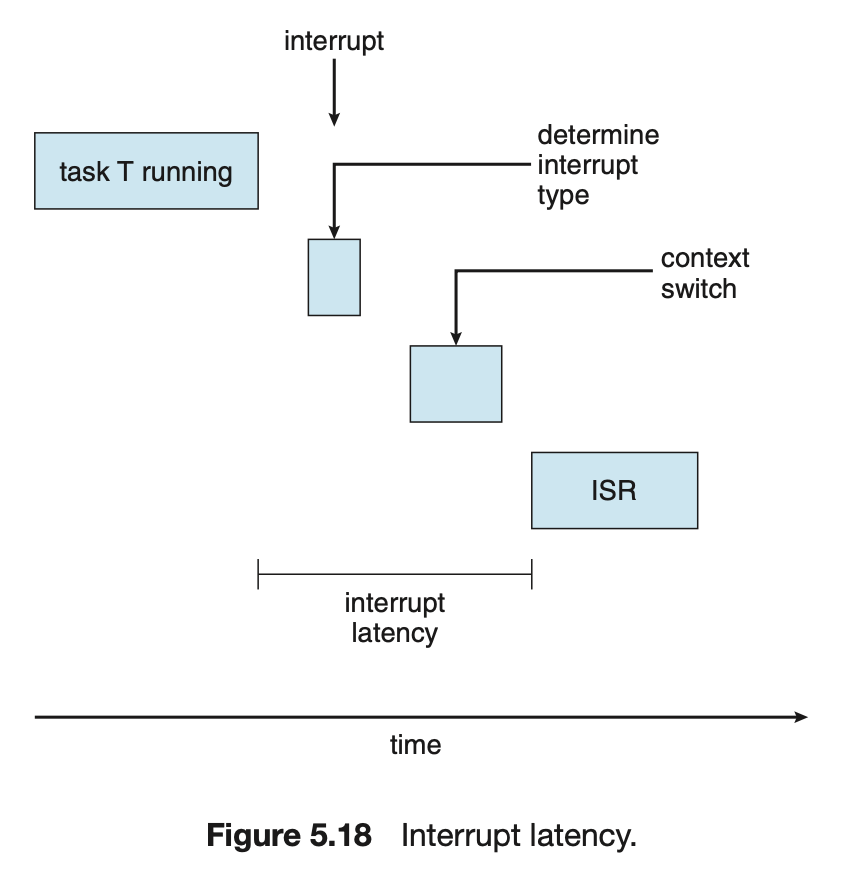 interrupt
task T running
determine
interrupt
type
context
switch
ISR
interrupt
latency
time
Figure 5.18 Interrupt latency.